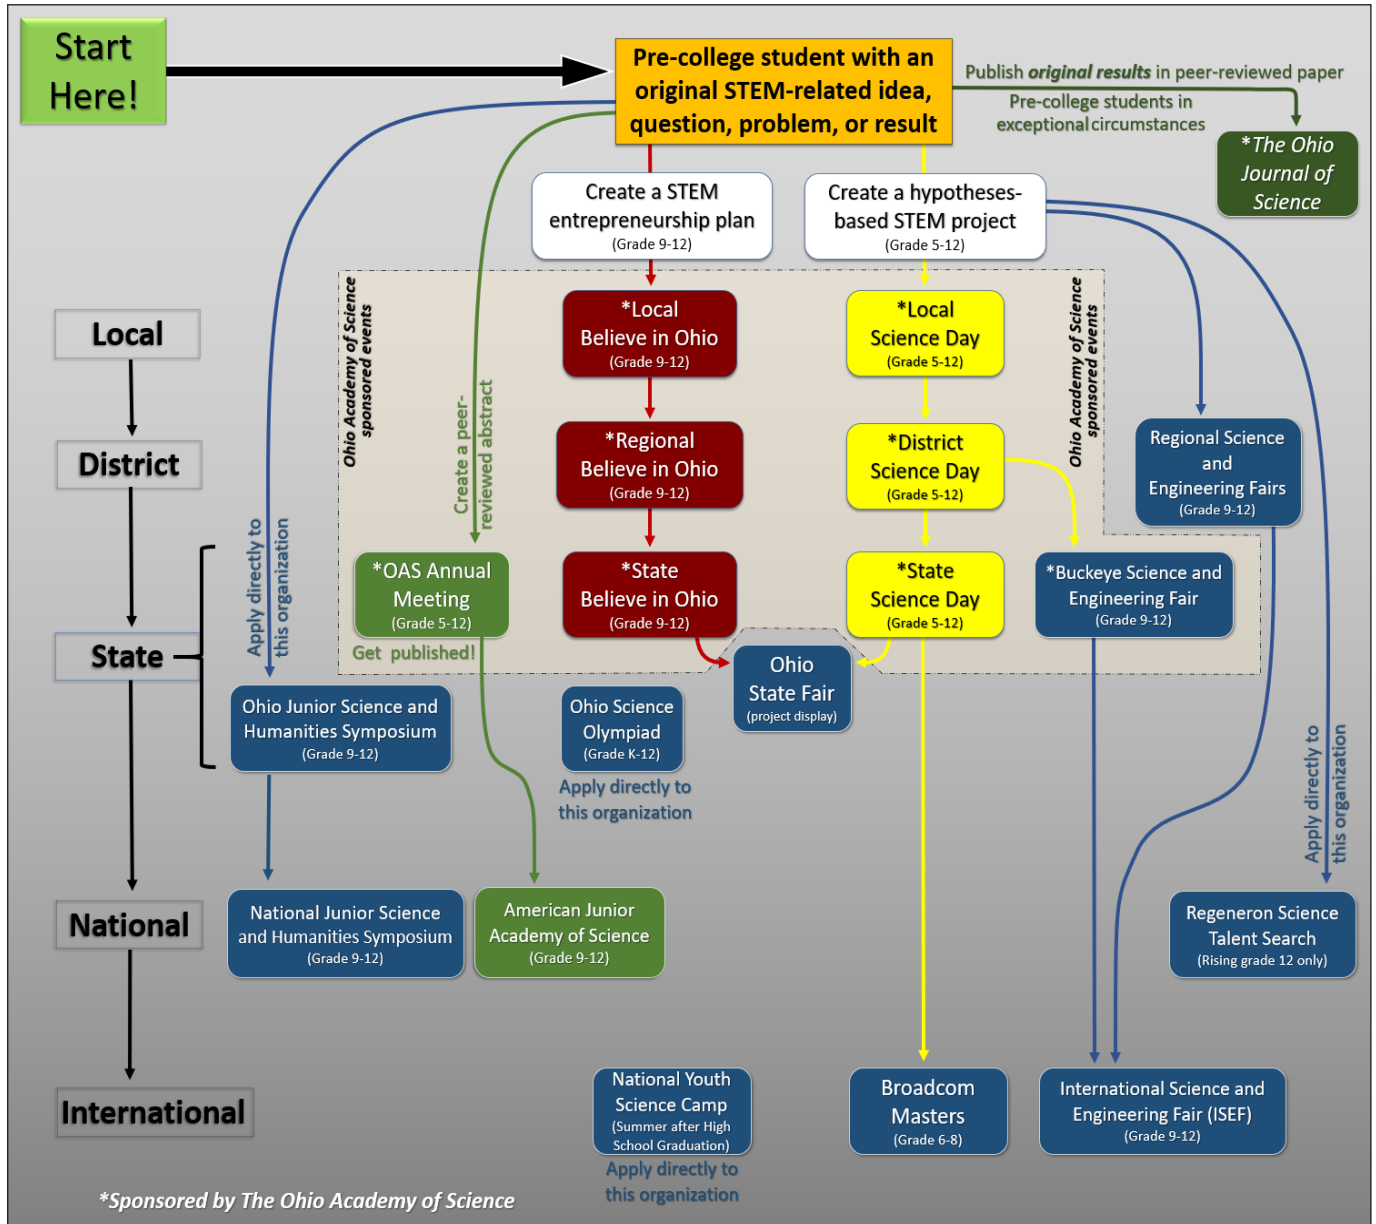 Start
Here!
Pre-college student with an
original STEM-related idea,
question, problem, or result
Publish original results in peer-reviewed paper
Pre-college students in
exceptional circumstances
*The Ohio
Journal of
Science
Create a STEM
entrepreneurship plan
(Grade 9-12)
Create a hypotheses-
based STEM project
(Grade 5-12)
Ohio Academy of Science
sponsored events
Ohio Academy of Science
sponsored events
Local
*Local
Believe in Ohio
(Grade 9-12)
*Local
Science Day
(Grade 5-12)
Create a peer-
reviewed abstract
District
*Regional
Believe in Ohio
(Grade 9-12)
*District
Science Day
(Grade 5-12)
Regional Science
and
Engineering Fairs
(Grade 9-12)
Apply directly to
this organization
State
*OAS Annual
Meeting
(Grade 5-12)
Get published!
*State
Believe in Ohio
(Grade 9-12)
*State
Science Day
(Grade 5-12)
*Buckeye Science and
Engineering Fair
(Grade 9-12)
Ohio
State Fair
(project display)
Ohio Junior Science and
Humanities Symposium
(Grade 9-12)
Ohio Science
Olympiad
(Grade K-12)
Apply directly to
this organization
Apply directly to
this organization
National
National Junior Science
and Humanities Symposium
(Grade 9-12)
American Junior
Academy of Science
(Grade 9-12)
Regeneron Science
Talent Search
(Rising grade 12 only)
International
National Youth
Science Camp
(Summer after High
School Graduation)
Apply directly to
this organization
Broadcom
Masters
(Grade 6-8)
International Science and
Engineering Fair (ISEF)
(Grade 9-12)
*Sponsored by The Ohio Academy of Science